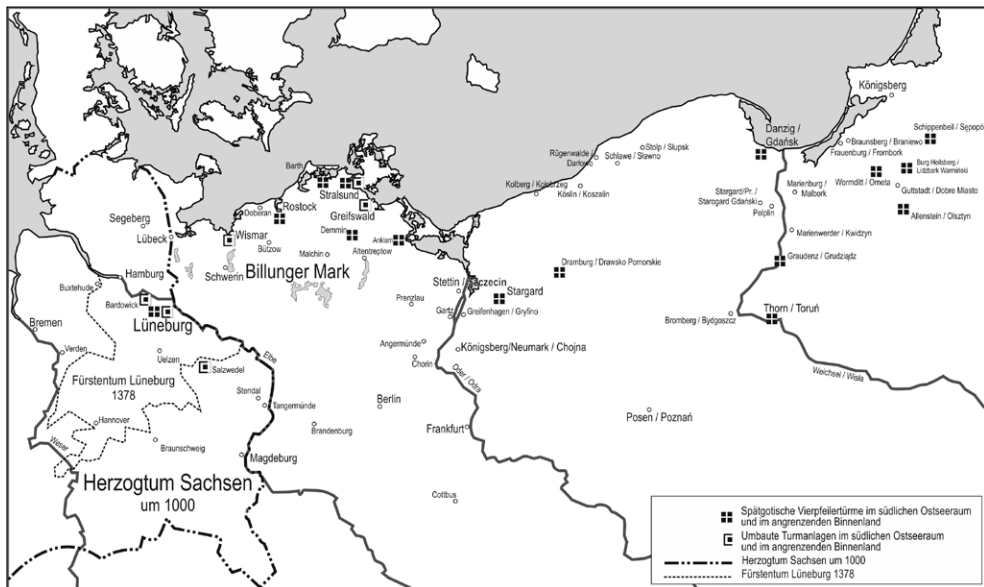 Königsberg
Danzig /
Gdańsk
Schippenbeil / Sępopó
Braunsberg / Braniewo
Frauenburg / Frombork
Burg Heilsberg /
Lidzbark Warmiński
Wormditt / Orneta
Guttstadt / Dobre Miasto
Allenstein / Olsztyn
Stolp / Słupsk
Rügenwalde /
Darłowo
Schlawe / Sławno
Kolberg / Kołobrzeg
Köslin / Koszalin
Stargard/Pr. /
Starogard Gdański
Pelplin
Marienburg /
Malbork
Marienwerder / Kwidzyn
Graudenz / Grudziądz
Dramburg / Drawsko Pomorskie
Thorn / Toruń
Bromberg / Bydgoszcz
Weichsel / Wisła
Barth
Stralsund
Rostock
Doberan
Greifswald
Demmin
Anklam
Wismar
Bützow
Malchin
Altentreptow
Schwerin
Billunger Mark
Segeberg
Lübeck
Hamburg
Buxtehude
Bardowick
Lüneburg
Bremen
Verden
Uelzen
Salzwedel
Elbe
Fürstentum Lüneburg
1378
Stendal
Tangermünde
Hannover
Weser
Braunschweig
Magdeburg
Herzogtum Sachsen
um 1000
Stettin / Szczecin
Stargard
Prenzlau
Gartz
Greifenhagen / Gryfino
Angermünde
Chorin
Königsberg/Neumark / Chojna
Oder / Odra
Berlin
Brandenburg
Frankfurt
Posen / Poznań
Cottbus
Spätgotische Vierpfeilertürme im südlichen Ostseeraum
und im angrenzenden Binnenland
Umbaute Turmanlagen im südlichen Ostseeraum
und im angrenzenden Binnenland
Herzogtum Sachsen um 1000
Fürstentum Lüneburg 1378